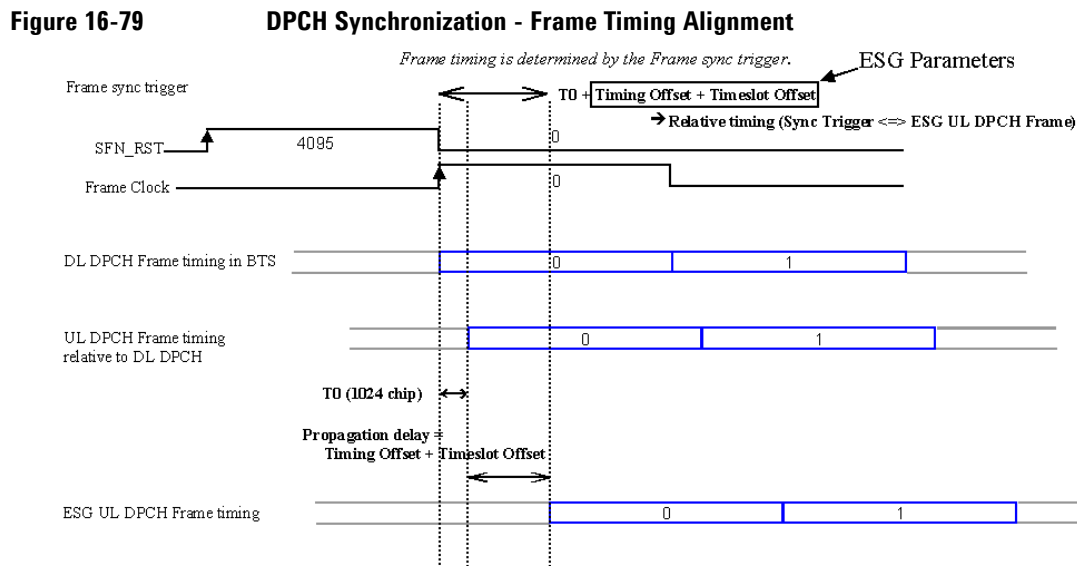 Figure 16-79 DPCH Synchronization - Frame Timing Alignment
Frame timing is determined by the Frame sync trigger.
ESG Parameters
Frame sync trigger
T0 + Timing Offset + Timeslot Offset
→ Relative timing (Sync Trigger <=> ESG UL DPCH Frame)
SFN_RST 4095 0
Frame Clock 0
DL DPCH Frame timing in BTS 0 1
UL DPCH Frame timing
relative to DL DPCH
0 1
T0 (1024 chip)
Propagation delay =
Timing Offset + Timeslot Offset
ESG UL DPCH Frame timing 0 1